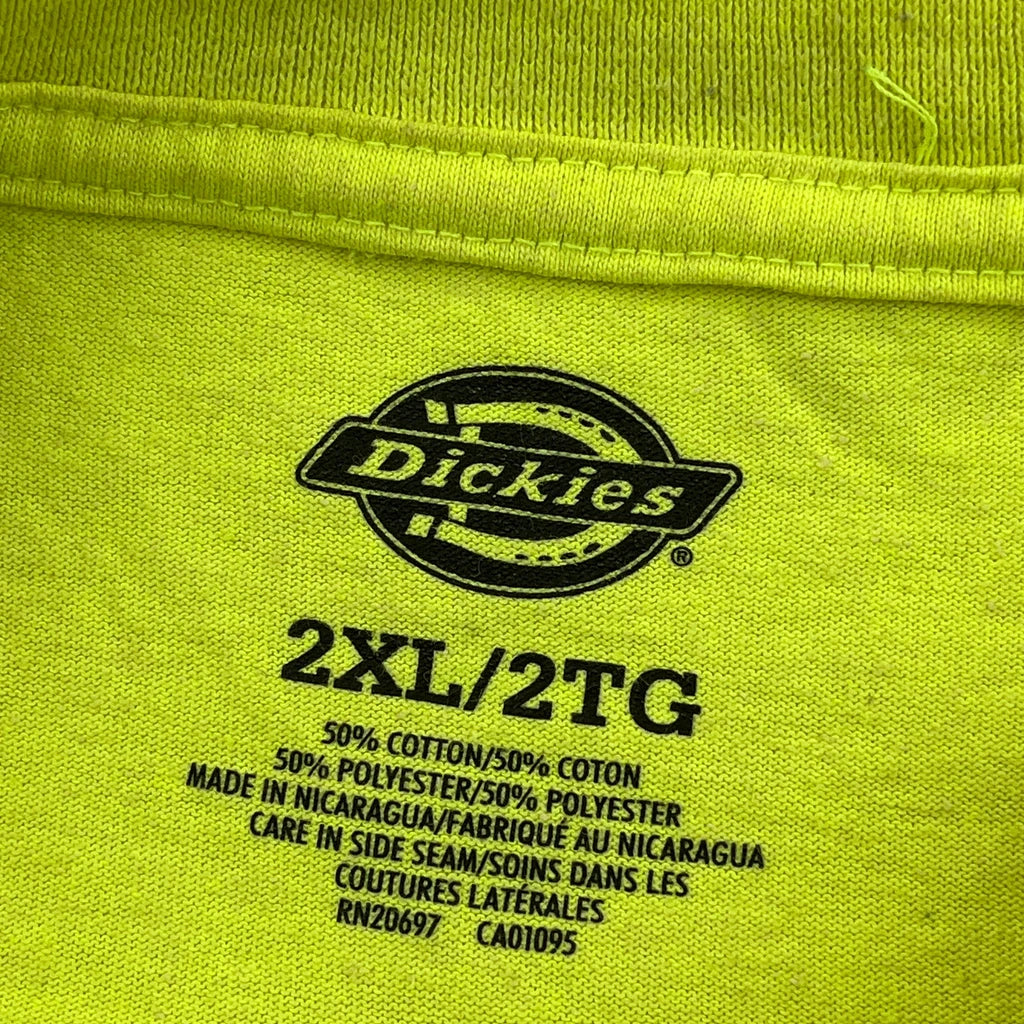 Dickies®
2XL/2TG
50% COTTON/50% COTON
50% POLYESTER/50% POLYESTER
MADE IN NICARAGUA/FABRIQUÉ AU NICARAGUA
CARE IN SIDE SEAM/SOINS DANS LES
COUTURES LATÉRALES
RN20697 CA01095